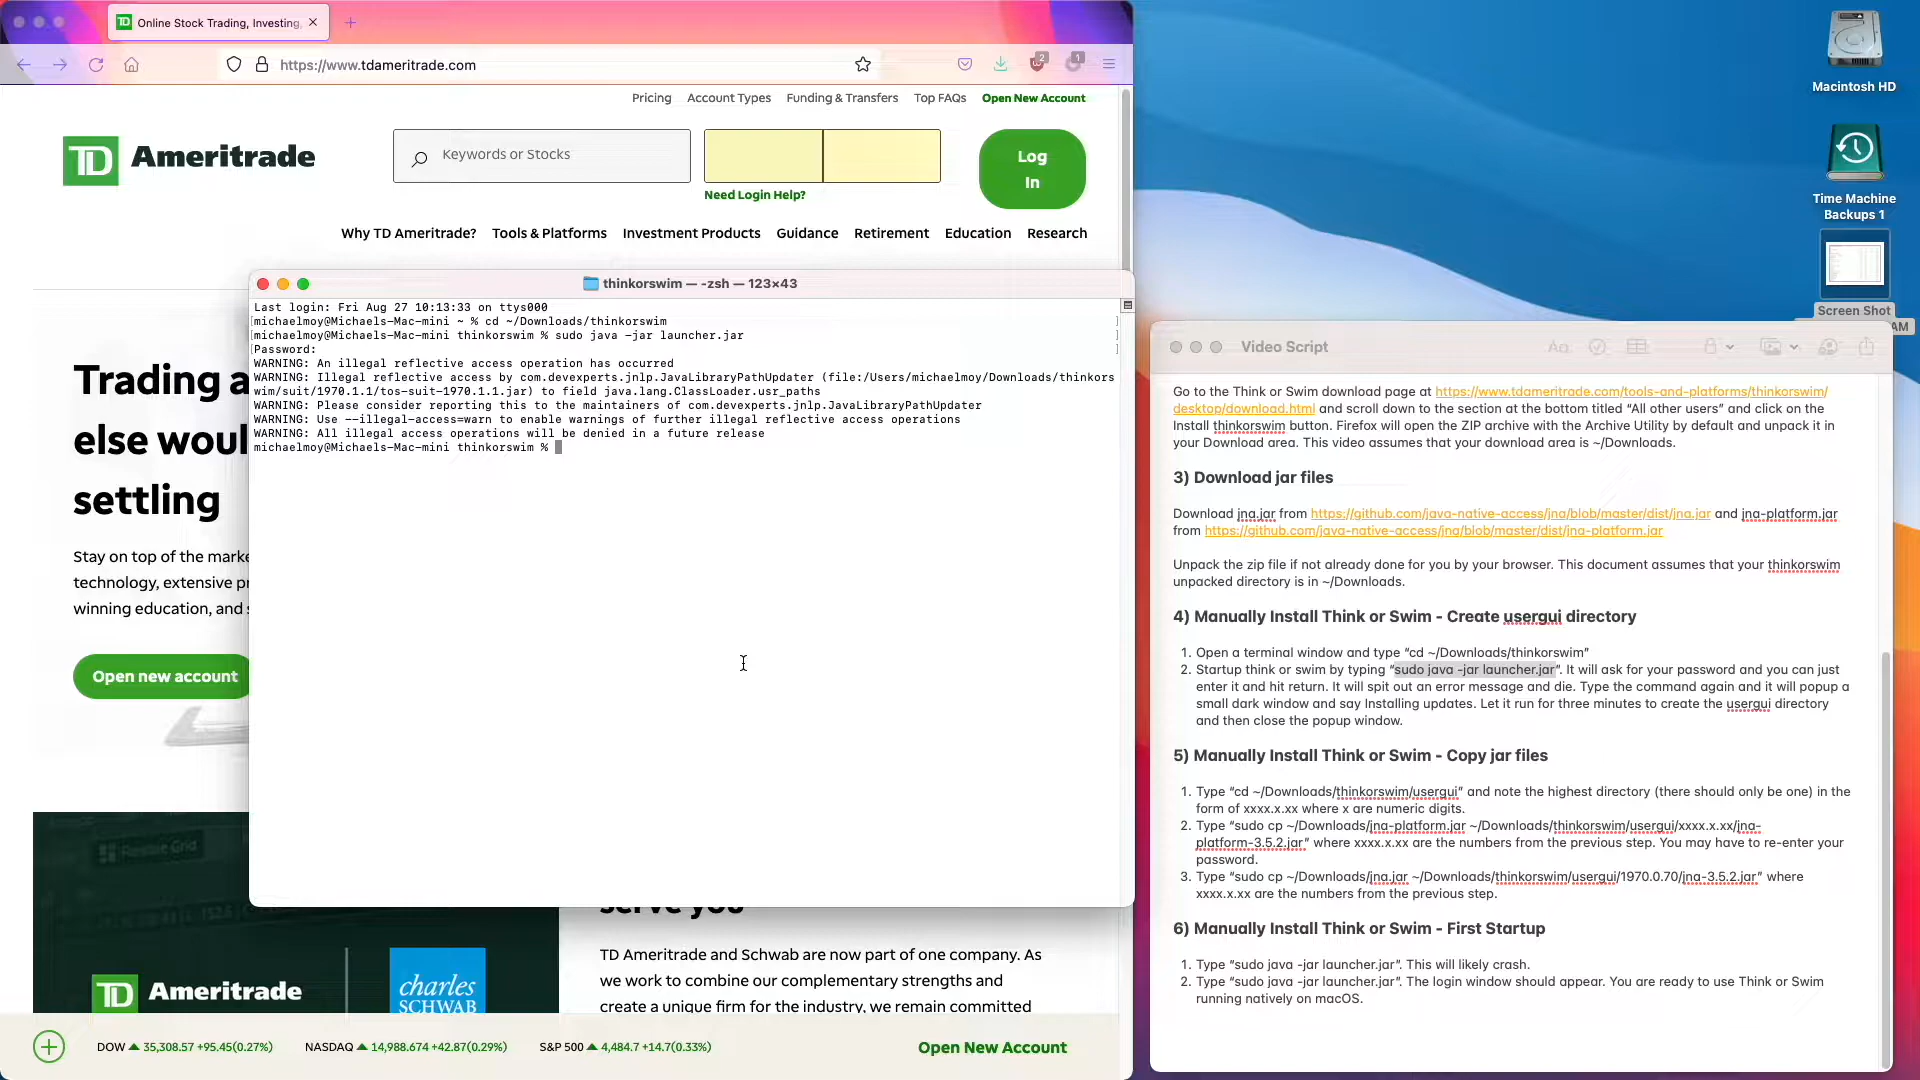 Online Stock Trading, Investing,
https://www.tdameritrade.com
2
1
Pricing Account Types Funding & Transfers Top FAQs Open New Account
TD Ameritrade
Keywords or Stocks
Log
In
Need Login Help?
Why TD Ameritrade? Tools & Platforms Investment Products Guidance Retirement Education Research
thinkorswim — -zsh — 123×43
Last login: Fri Aug 27 10:13:33 on ttys000
[michaelmoy@Michaels-Mac-mini ~ % cd ~/Downloads/thinkorswim ]
[michaelmoy@Michaels-Mac-mini thinkorswim % sudo java -jar launcher.jar ]
[Password: ]
WARNING: An illegal reflective access operation has occurred
WARNING: Illegal reflective access by com.devexperts.jnlp.JavaLibraryPathUpdater (file:/Users/michaelmoy/Downloads/thinkors
wim/suit/1970.1.1/tos-suit-1970.1.1.jar) to field java.lang.ClassLoader.usr_paths
WARNING: Please consider reporting this to the maintainers of com.devexperts.jnlp.JavaLibraryPathUpdater
WARNING: Use --illegal-access=warn to enable warnings of further illegal reflective access operations
WARNING: All illegal access operations will be denied in a future release
michaelmoy@Michaels-Mac-mini thinkorswim %
Trading a
else woul
settling
Stay on top of the marke
technology, extensive pr
winning education, and s
Open new account
serve you
TD Ameritrade
charles
SCHWAB
TD Ameritrade and Schwab are now part of one company. As
we work to combine our complementary strengths and
create a unique firm for the industry, we remain committed
DOW 35,308.57 +95.45(0.27%) NASDAQ 14,988.674 +42.87(0.29%) S&P 500 4,484.7 +14.7(0.33%) Open New Account
Macintosh HD
Time Machine
Backups 1
Screen Shot
AM
Video Script
Aa
Go to the Think or Swim download page at https://www.tdameritrade.com/tools-and-platforms/thinkorswim/
desktop/download.html and scroll down to the section at the bottom titled “All other users” and click on the
Install thinkorswim button. Firefox will open the ZIP archive with the Archive Utility by default and unpack it in
your Download area. This video assumes that your download area is ~/Downloads.
3) Download jar files
Download jna.jar from https://github.com/java-native-access/jna/blob/master/dist/jna.jar and jna-platform.jar
from https://github.com/java-native-access/jna/blob/master/dist/jna-platform.jar
Unpack the zip file if not already done for you by your browser. This document assumes that your thinkorswim
unpacked directory is in ~/Downloads.
4) Manually Install Think or Swim - Create usergui directory
1. Open a terminal window and type “cd ~/Downloads/thinkorswim”
2. Startup think or swim by typing “sudo java -jar launcher.jar”. It will ask for your password and you can just
enter it and hit return. It will spit out an error message and die. Type the command again and it will popup a
small dark window and say Installing updates. Let it run for three minutes to create the usergui directory
and then close the popup window.
5) Manually Install Think or Swim - Copy jar files
1. Type “cd ~/Downloads/thinkorswim/usergui” and note the highest directory (there should only be one) in the
form of xxxx.x.xx where x are numeric digits.
2. Type “sudo cp ~/Downloads/jna-platform.jar ~/Downloads/thinkorswim/usergui/xxxx.x.xx/jna-
platform-3.5.2.jar” where xxxx.x.xx are the numbers from the previous step. You may have to re-enter your
password.
3. Type “sudo cp ~/Downloads/jna.jar ~/Downloads/thinkorswim/usergui/1970.0.70/jna-3.5.2.jar” where
xxxx.x.xx are the numbers from the previous step.
6) Manually Install Think or Swim - First Startup
1. Type “sudo java -jar launcher.jar”. This will likely crash.
2. Type “sudo java -jar launcher.jar”. The login window should appear. You are ready to use Think or Swim
running natively on macOS.